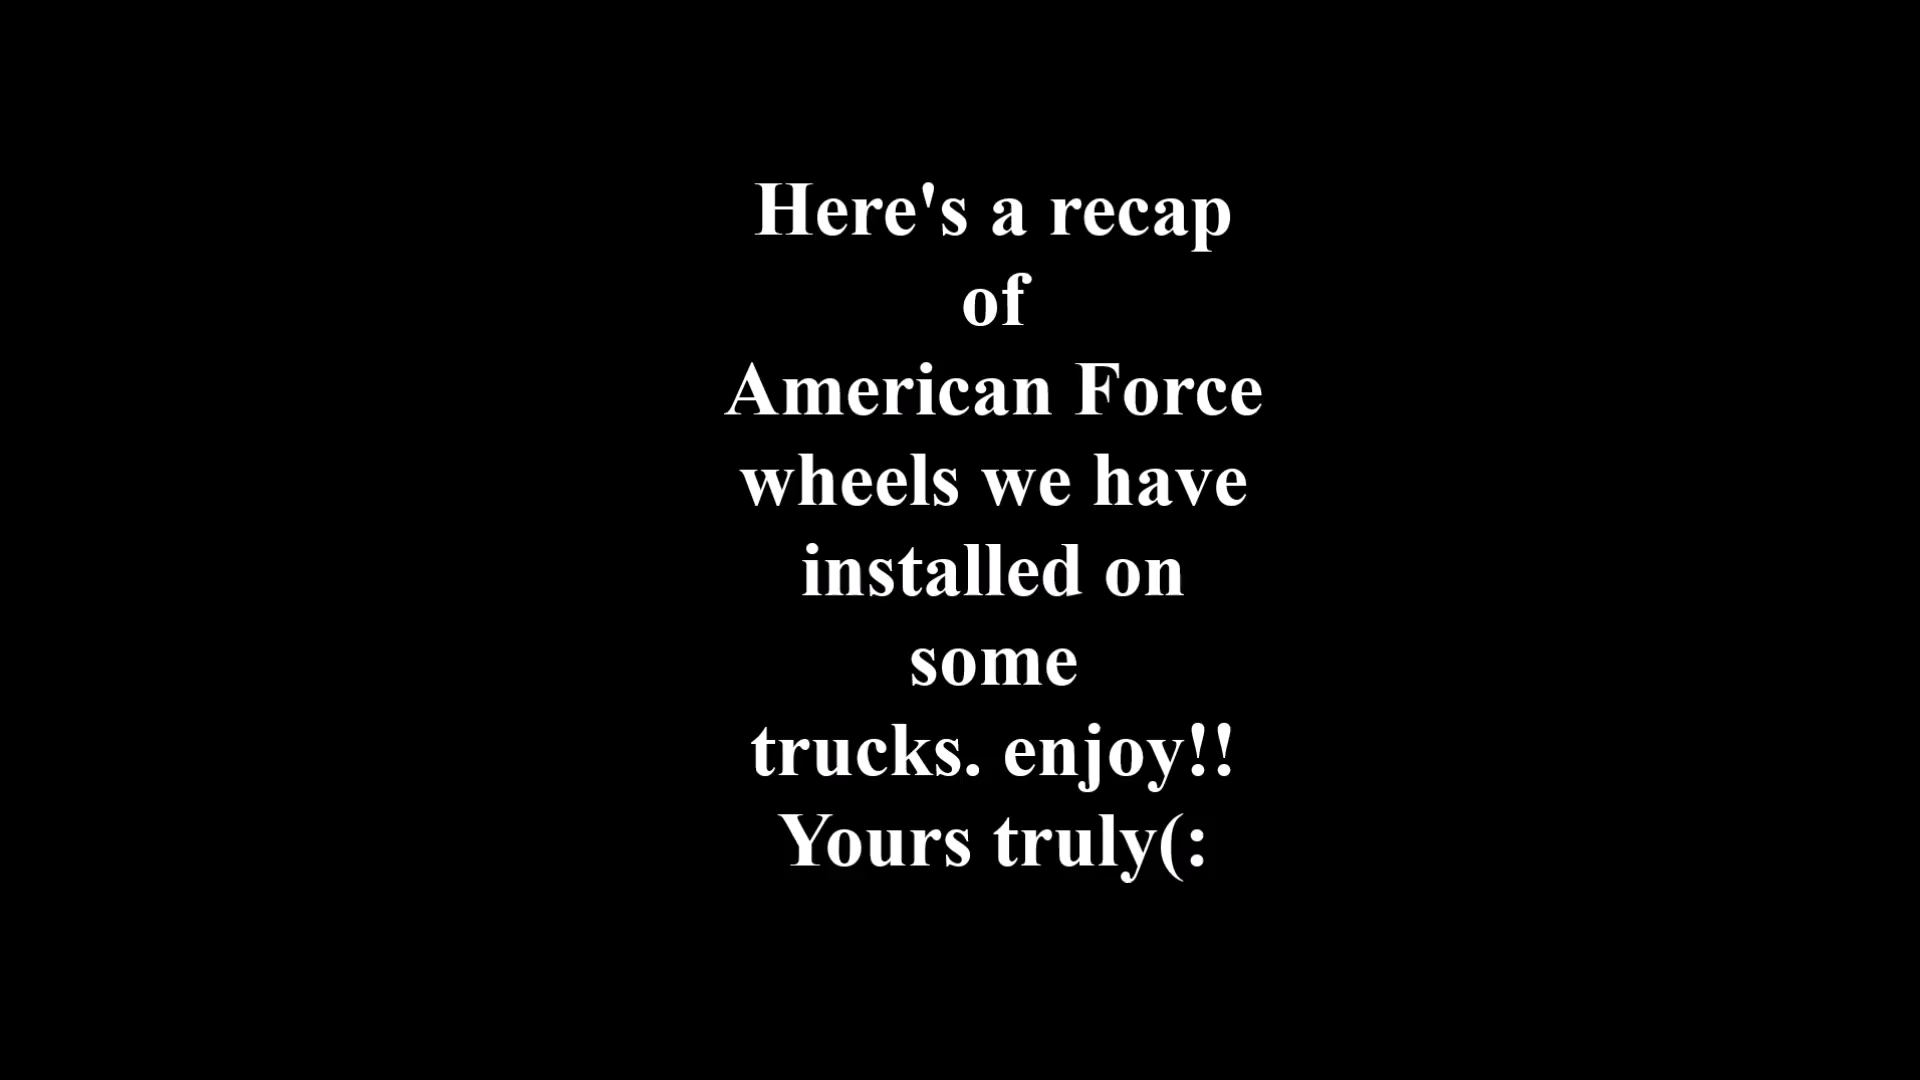 Here's a recap
of
American Force
wheels we have
installed on
some
trucks. enjoy!!
Yours truly(: